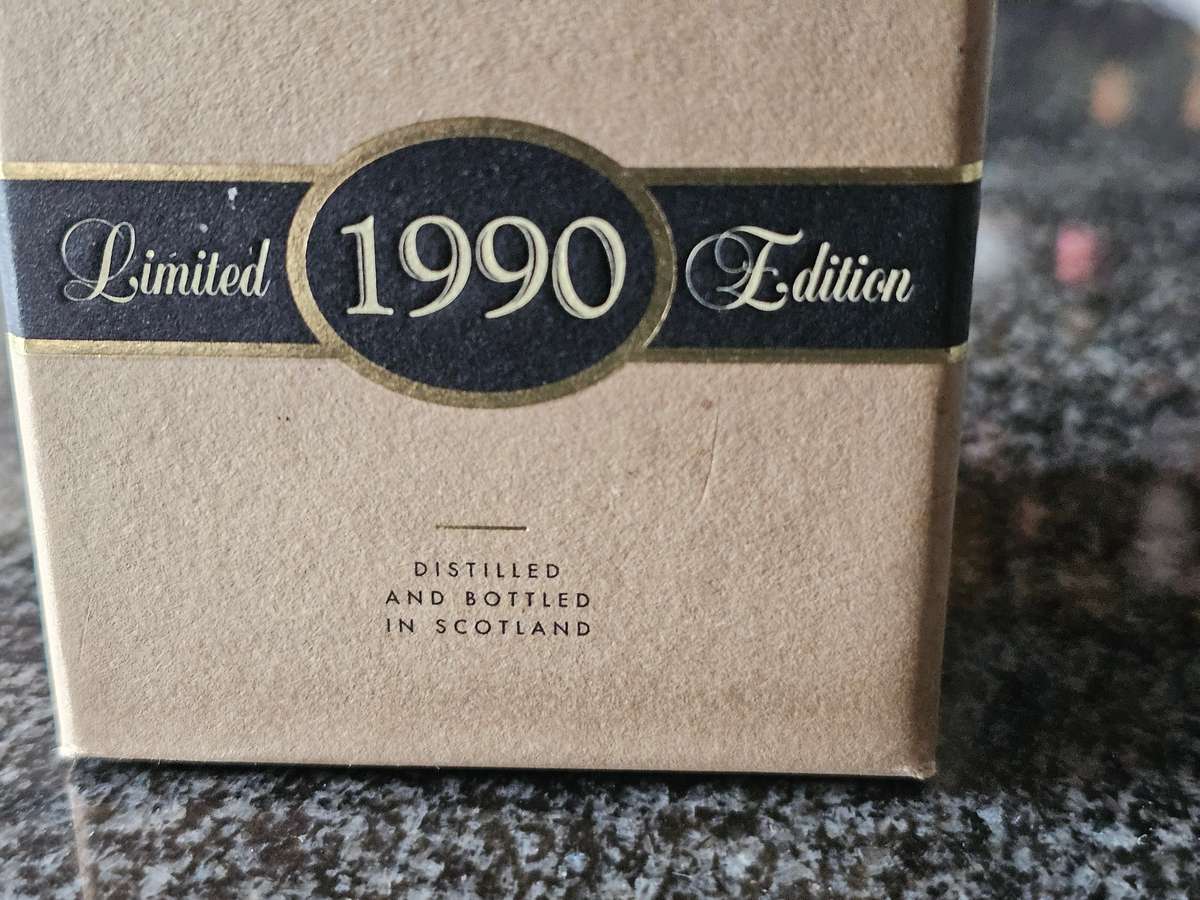 Limited 1990 Edition
DISTILLED
AND BOTTLED
IN SCOTLAND